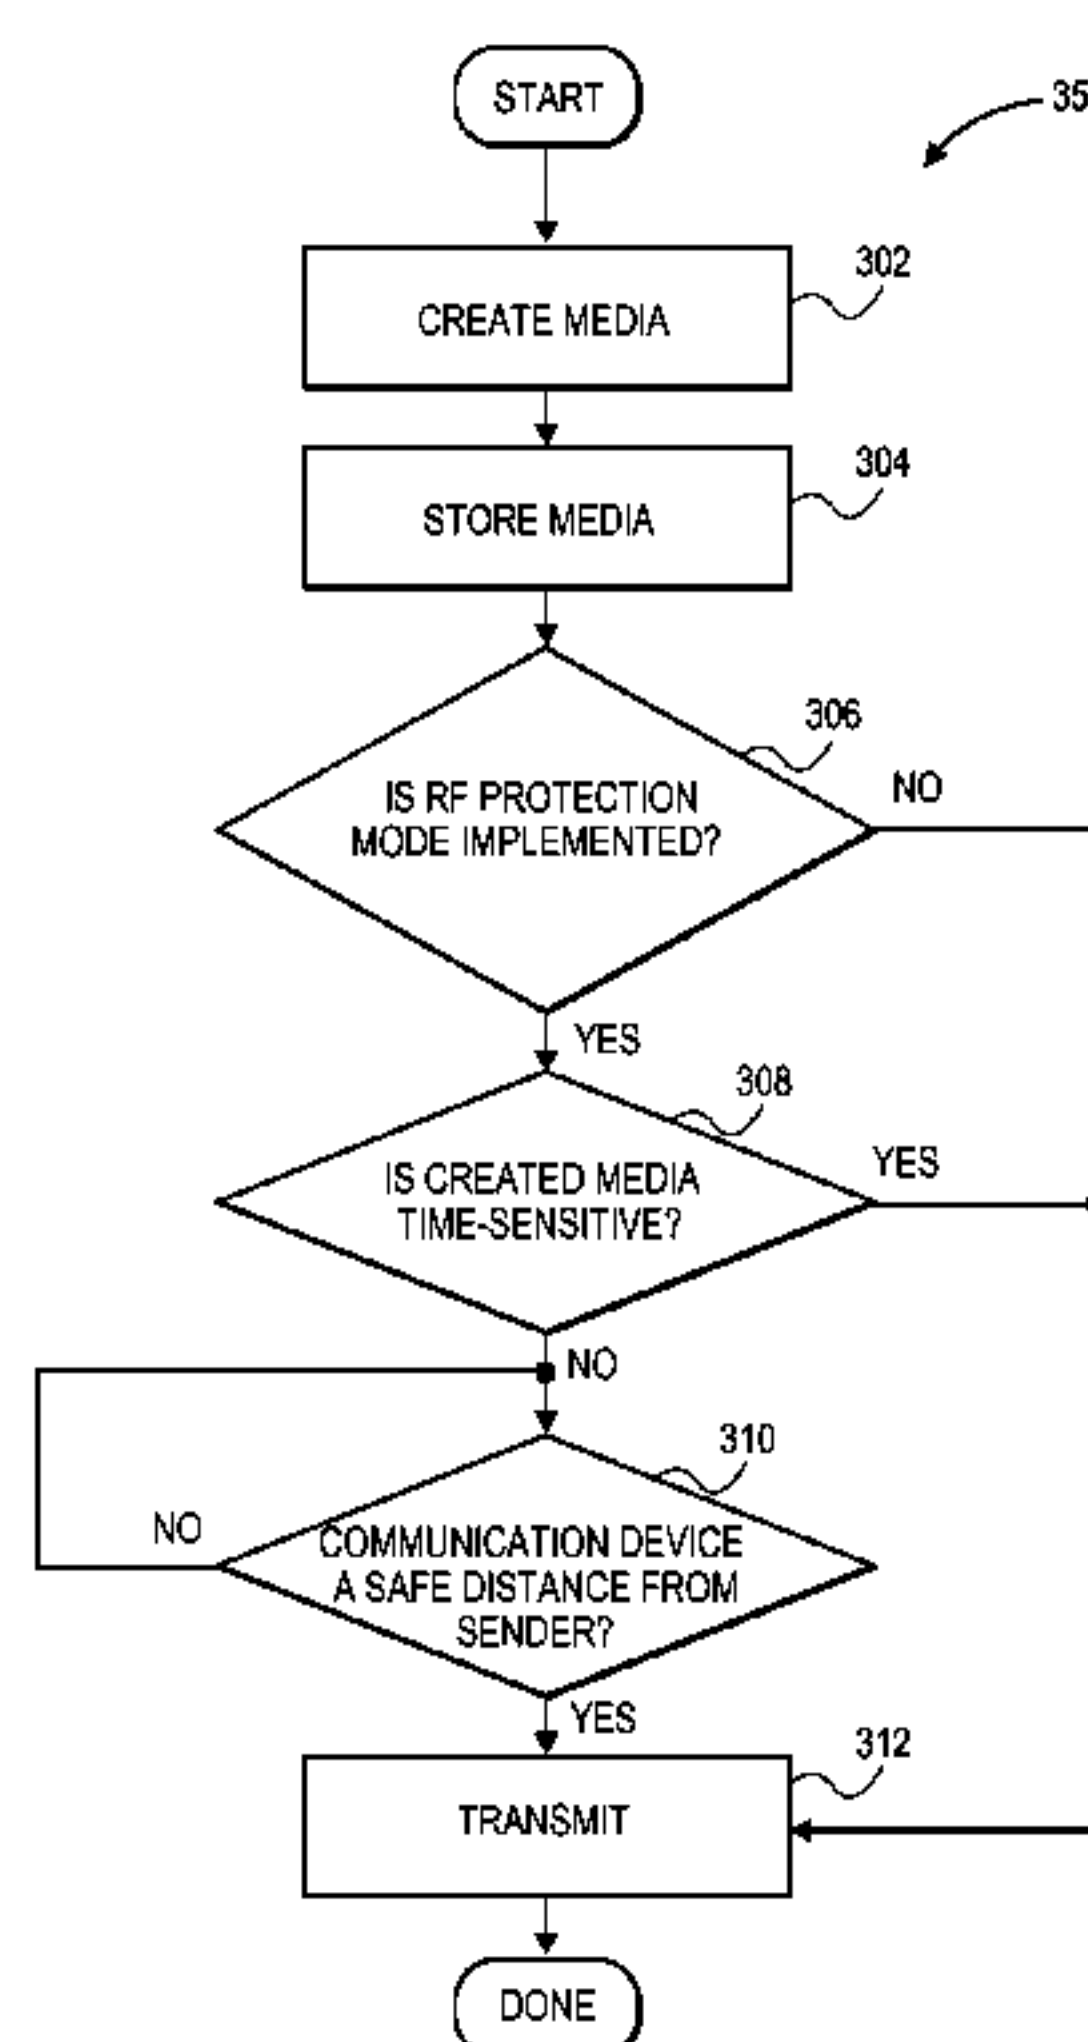 START
35
302
CREATE MEDIA
304
STORE MEDIA
306
NO
IS RF PROTECTION
MODE IMPLEMENTED?
YES
308
YES
IS CREATED MEDIA
TIME-SENSITIVE?
NO
310
NO
COMMUNICATION DEVICE
A SAFE DISTANCE FROM
SENDER?
YES
312
TRANSMIT
DONE